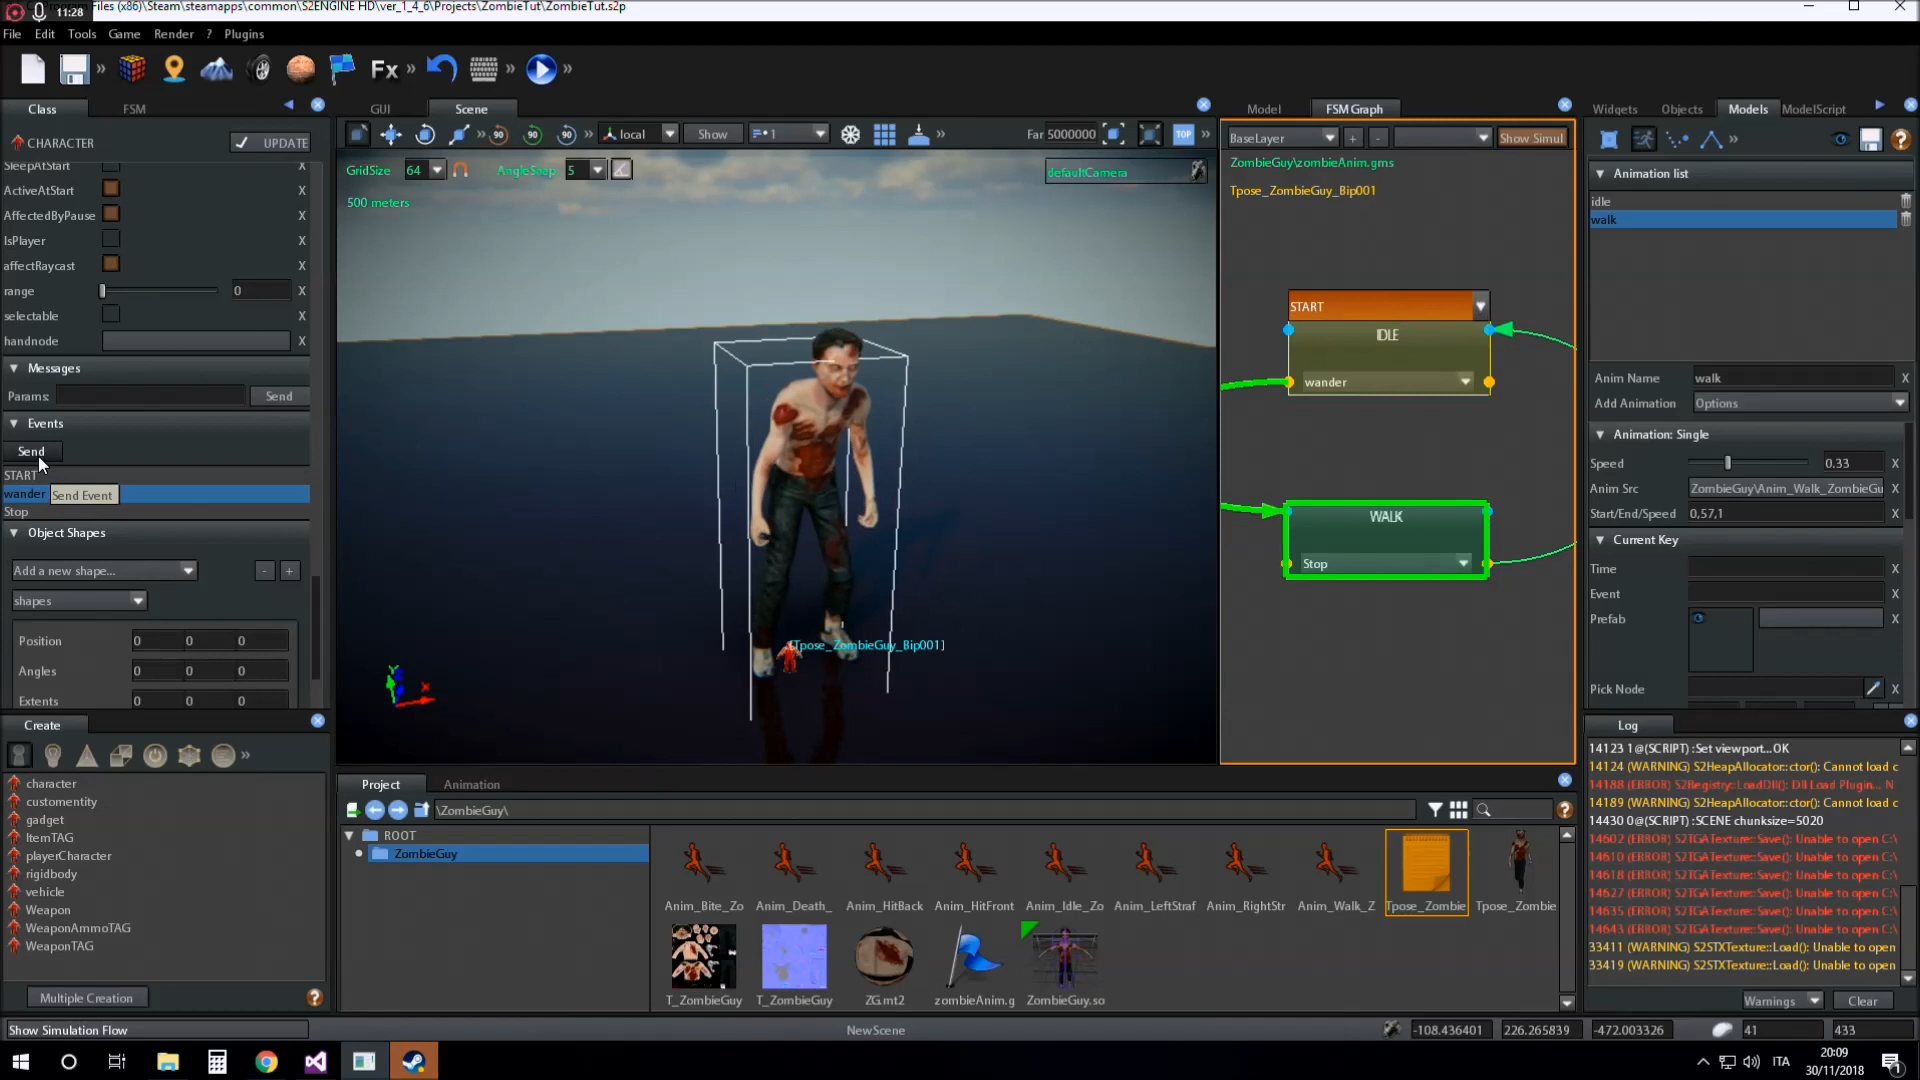 11:28
Program Files (x86)\Steam\steamapps\common\S2ENGINE HD\ver_1_4_6\Projects\ZombieTut\ZombieTut.s2p
File Edit Tools Game Render ? Plugins
Fx
Class FSM
CHARACTER
UPDATE
SleepAtStart X
ActiveAtStart X
AffectedByPause X
IsPlayer X
affectRaycast X
range 0 X
selectable X
handnode X
Messages
Params: Send
Events
Send
START
wander
Send Event
Stop
Object Shapes
Add a new shape... - +
shapes
Position 0 0 0
Angles 0 0 0
Extents 0 0 0
Create
character
customentity
gadget
ItemTAG
playerCharacter
rigidbody
vehicle
Weapon
WeaponAmmoTAG
WeaponTAG
Multiple Creation
GUI Scene
90 90 90 local Show 1 Far 5000000 TOP
GridSize 64 AngleSnap 5
defaultCamera
500 meters
[Tpose_ZombieGuy_Bip001]
Y
X
Model FSM Graph
BaseLayer + - Show Simul
ZombieGuy\zombieAnim.gms
Tpose_ZombieGuy_Bip001
START
IDLE
wander
WALK
Stop
Widgets Objects Models ModelScript
Animation list
idle
walk
Anim Name walk X
Add Animation Options
Animation: Single
Speed 0.33 X
Anim Src ZombieGuy\Anim_Walk_ZombieGu X
Start/End/Speed 0,57,1 X
Current Key
Time X
Event X
Prefab X
Pick Node X
Project Animation
\ZombieGuy\
ROOT
ZombieGuy
Anim_Bite_Zo Anim_Death_ Anim_HitBack Anim_HitFront Anim_Idle_Zo Anim_LeftStraf Anim_RightStr Anim_Walk_Z Tpose_Zombie Tpose_Zombie
T_ZombieGuy T_ZombieGuy ZG.mt2 zombieAnim.g ZombieGuy.so
Log
14123 1@(SCRIPT) :Set viewport...OK
14124 (WARNING) S2HeapAllocator::ctor(): Cannot load c
14188 (ERROR) S2Registry::LoadDll(): Dll Load Plugin... N
14189 (WARNING) S2HeapAllocator::ctor(): Cannot load c
14430 0@(SCRIPT) :SCENE chunksize=5020
14602 (ERROR) S2TGATexture::Save(): Unable to open C:\
14610 (ERROR) S2TGATexture::Save(): Unable to open C:\
14618 (ERROR) S2TGATexture::Save(): Unable to open C:\
14627 (ERROR) S2TGATexture::Save(): Unable to open C:\
14635 (ERROR) S2TGATexture::Save(): Unable to open C:\
14643 (ERROR) S2TGATexture::Save(): Unable to open C:\
33411 (WARNING) S2STXTexture::Load(): Unable to open
33419 (WARNING) S2STXTexture::Load(): Unable to open
Warnings Clear
Show Simulation Flow
NewScene
-108.436401 226.265839 -472.003326 41 433
ITA
20:09
30/11/2018
1